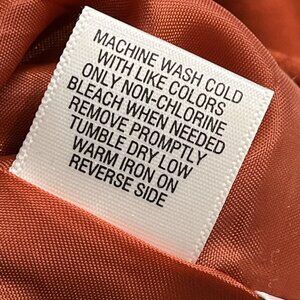 MACHINE WASH COLD
WITH LIKE COLORS
ONLY NON-CHLORINE
BLEACH WHEN NEEDED
REMOVE PROMPTLY
TUMBLE DRY LOW
WARM IRON ON
REVERSE SIDE